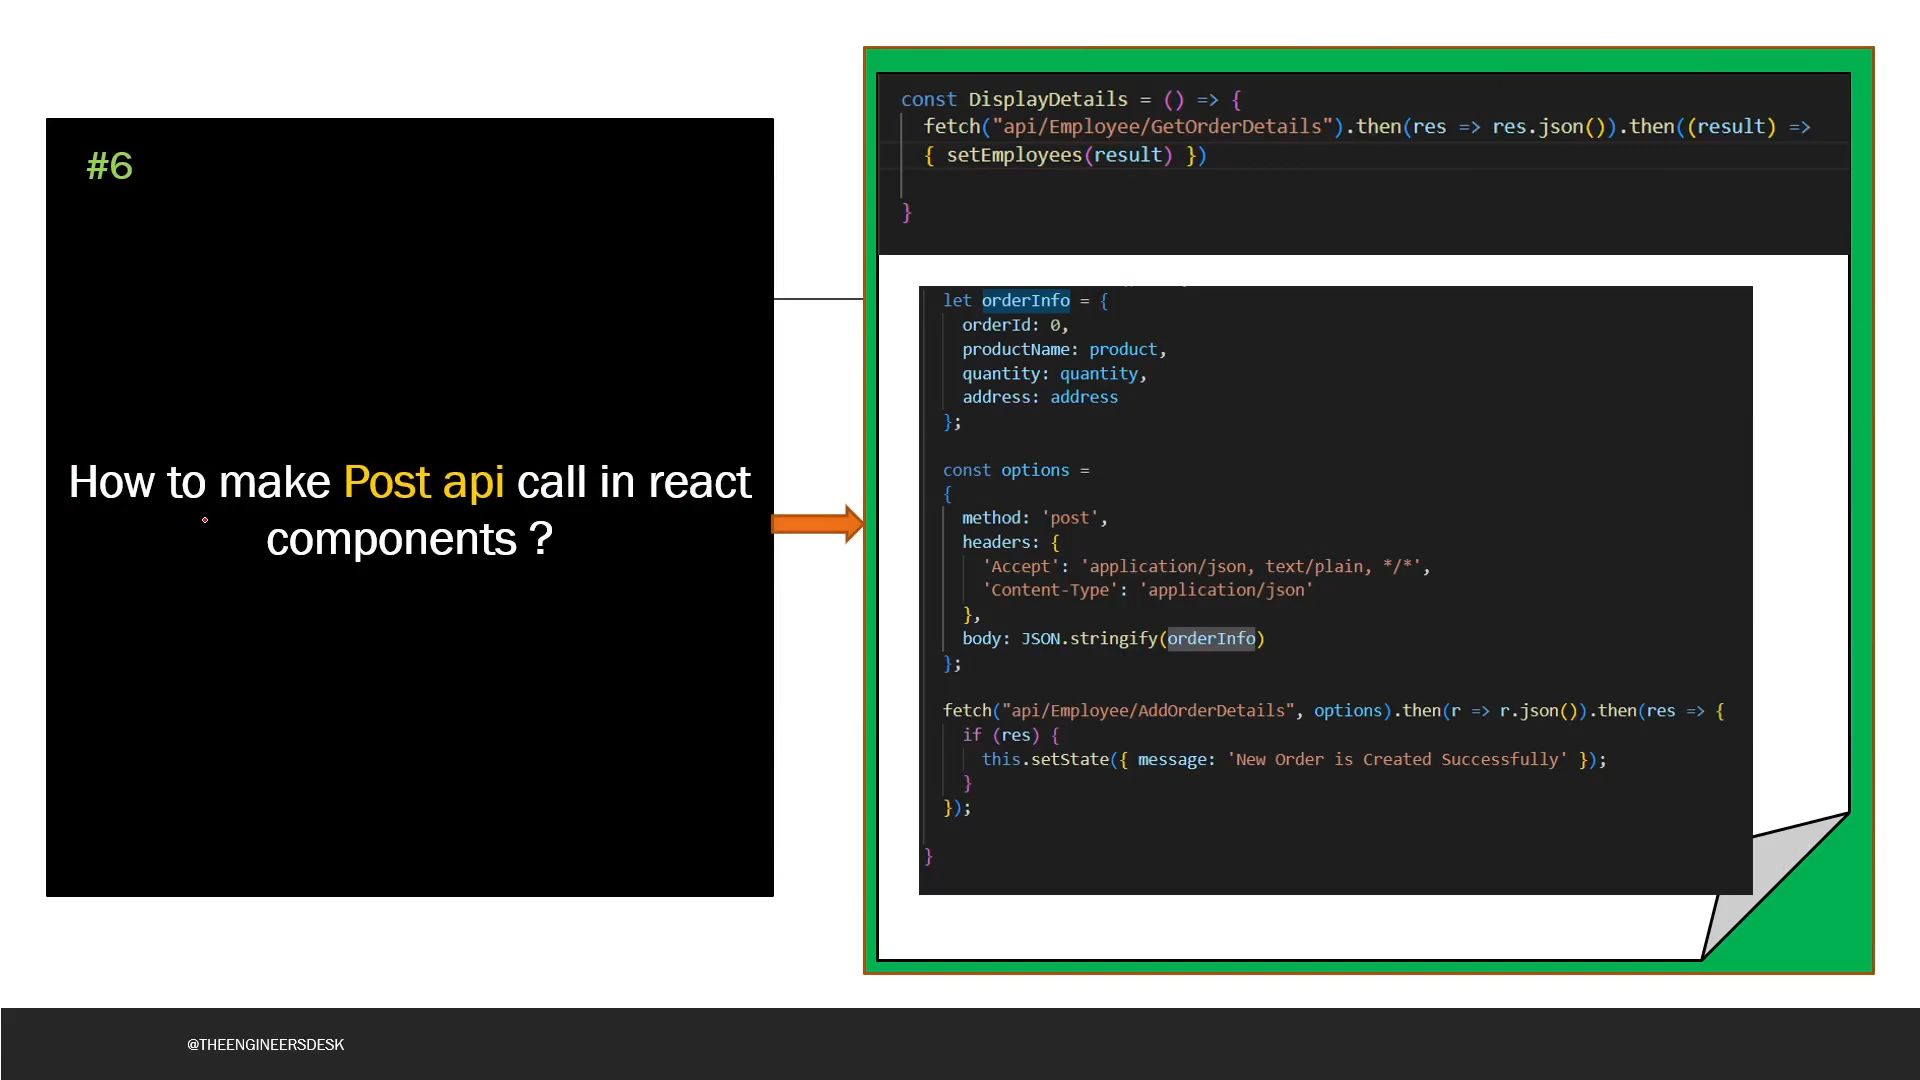 #6
How to make Post api call in react
components ?
const DisplayDetails = () => {
fetch("api/Employee/GetOrderDetails").then(res => res.json()).then((result) =>
{ setEmployees(result) })
}
let orderInfo = {
orderId: 0,
productName: product,
quantity: quantity,
address: address
};
const options =
{
method: 'post',
headers: {
'Accept': 'application/json, text/plain, */*',
'Content-Type': 'application/json'
},
body: JSON.stringify(orderInfo)
};
fetch("api/Employee/AddOrderDetails", options).then(r => r.json()).then(res => {
if (res) {
this.setState({ message: 'New Order is Created Successfully' });
}
});
}
@THEENGINEERSDESK